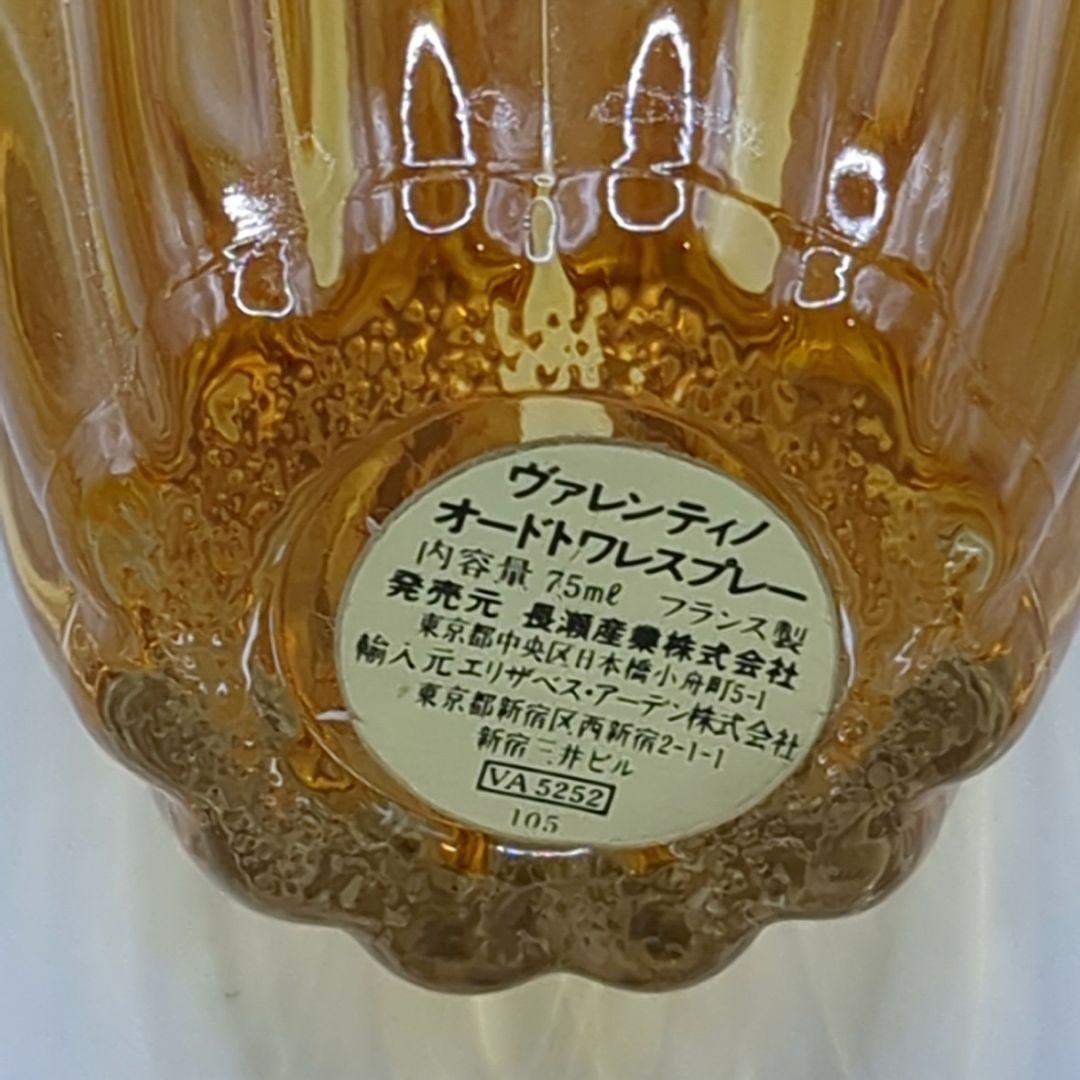 ヴァレンティノ
オードトワレスプレー
内容量 75ml フランス製
発売元 長瀬産業株式会社
東京都中央区日本橋小舟町5-1
輸入元エリザベス・アーデン株式会社
東京都新宿区西新宿2-1-1
新宿三井ビル
VA5252
105